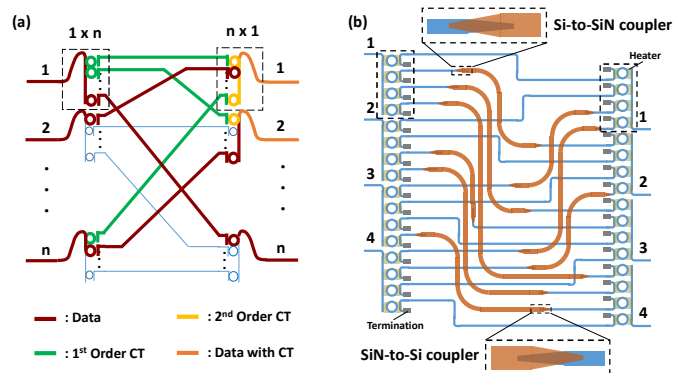 (a)
1 x n
n x 1
1
2
n
1
2
n
: Data
: 2nd Order CT
: 1st Order CT
: Data with CT
(b)
Si-to-SiN coupler
Heater
1
2
3
4
1
2
3
4
Termination
SiN-to-Si coupler